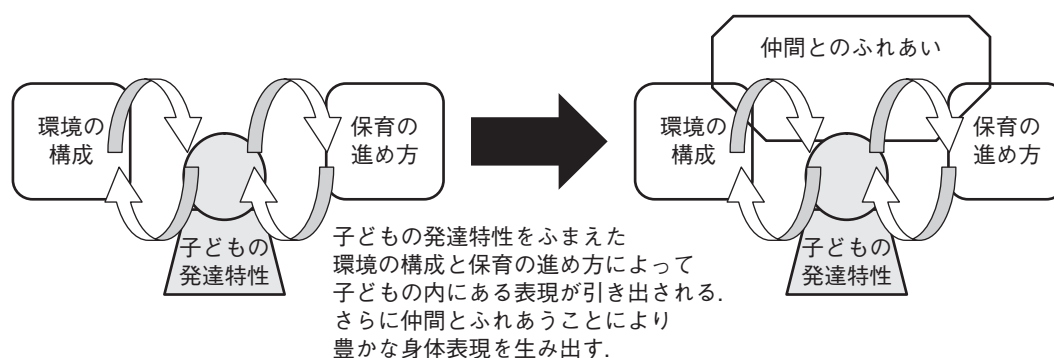 環境の
構成
保育の
進め方
子どもの
発達特性
子どもの発達特性をふまえた
環境の構成と保育の進め方によって
子どもの内にある表現が引き出される.
さらに仲間とふれあうことにより
豊かな身体表現を生み出す.
仲間とのふれあい
環境の
構成
保育の
進め方
子どもの
発達特性